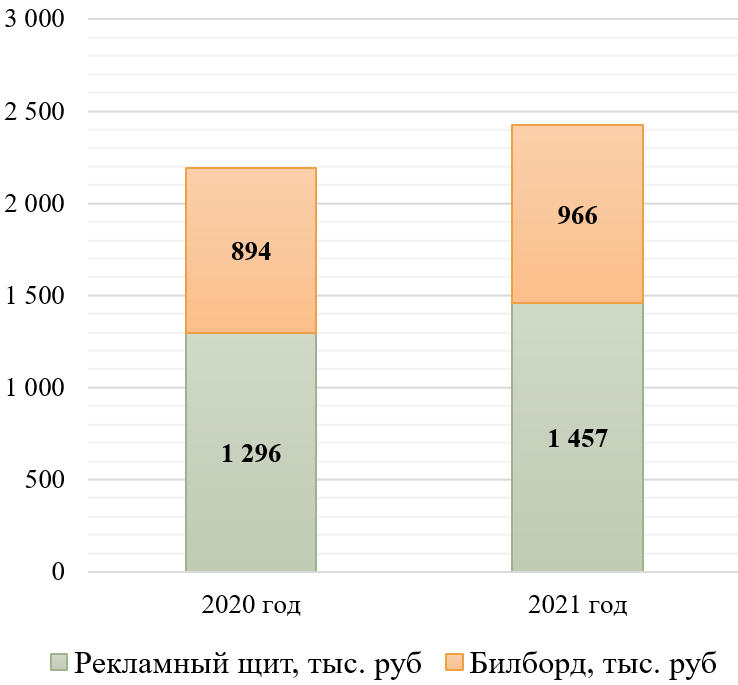 3 000
2 500
2 000
1 500
1 000
500
0
894
966
1 296
1 457
2020 год
2021 год
Рекламный щит, тыс. руб
Билборд, тыс. руб